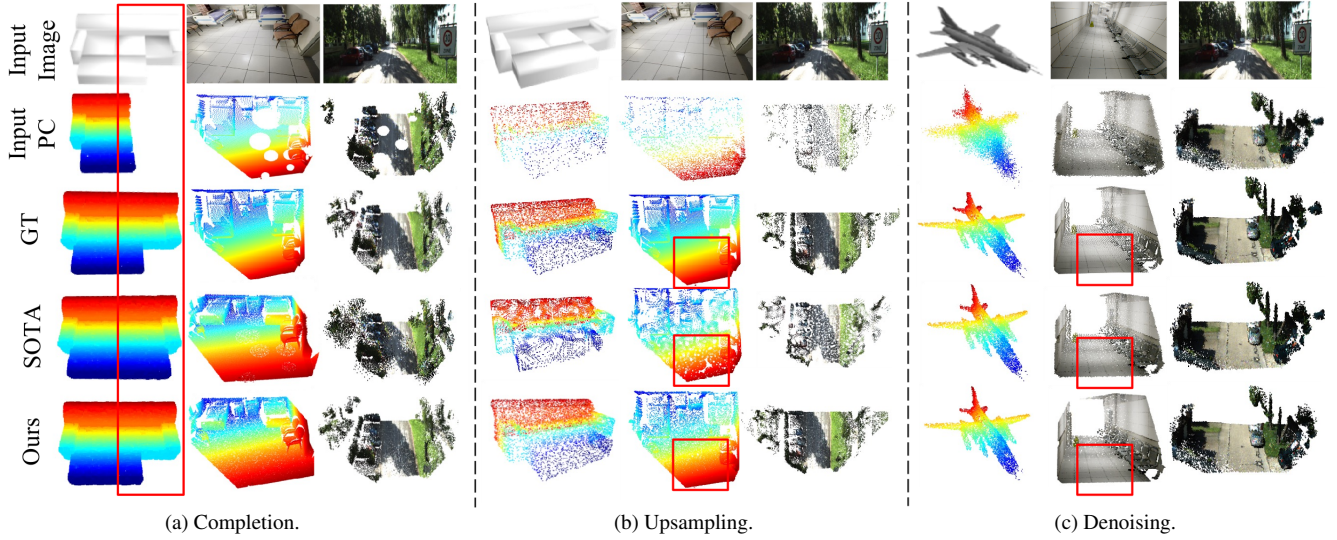 Input
Image
Input
PC
GT
SOTA
Ours
(a) Completion.
(b) Upsampling.
(c) Denoising.